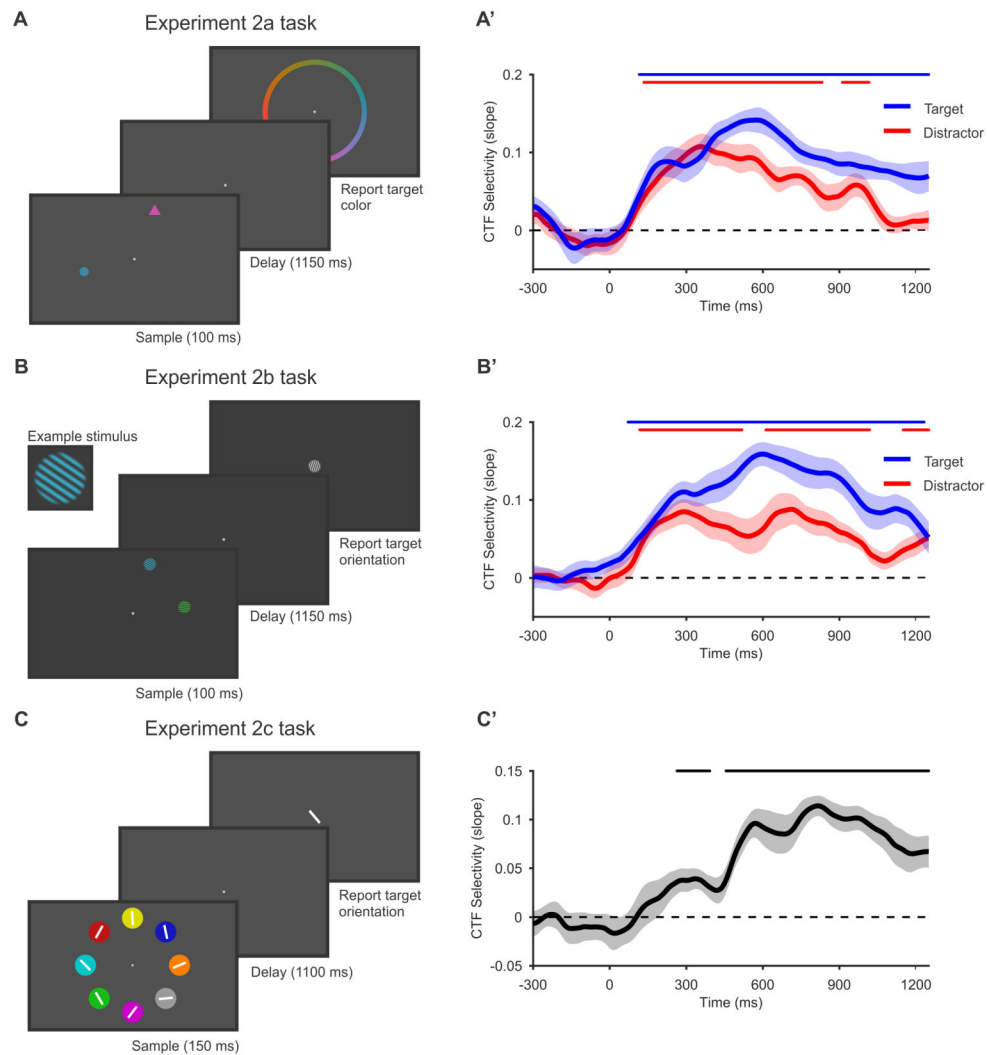 A
Experiment 2a task
Report target
color
Delay (1150 ms)
Sample (100 ms)
A’
0.2
0.1
0
CTF Selectivity (slope)
Target
Distractor
-300
0
300
600
900
1200
Time (ms)
B
Experiment 2b task
Example stimulus
Report target
orientation
Delay (1150 ms)
Sample (100 ms)
B’
0.2
0.1
0
CTF Selectivity (slope)
Target
Distractor
-300
0
300
600
900
1200
Time (ms)
C
Experiment 2c task
Report target
orientation
Delay (1100 ms)
Sample (150 ms)
C’
0.15
0.1
0.05
0
-0.05
CTF Selectivity (slope)
-300
0
300
600
900
1200
Time (ms)